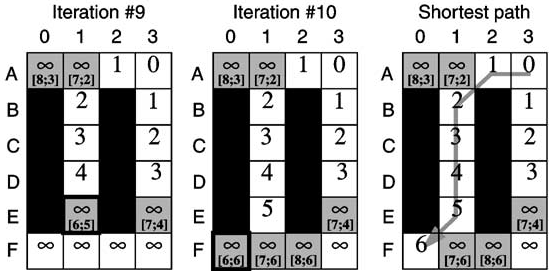 Iteration #9 Iteration #10 Shortest path
0 1 2 3 0 1 2 3 0 1 2 3
A ∞ ∞ 1 0 A ∞ ∞ 1 0 A ∞ ∞ 1 0
[8;3] [7;2] [8;3] [7;2] [8;3] [7;2]
B 2 1 B 2 1 B 2 1
C 3 2 C 3 2 C 3 2
D 4 3 D 4 3 D 4 3
E ∞ ∞ E 5 ∞ E 5 ∞
[6;5] [7;4] [7;4] [7;4]
F ∞ ∞ ∞ ∞ F ∞ ∞ ∞ ∞ F 6 ∞ ∞ ∞
[6;6] [7;6] [8;6] [7;6] [8;6]